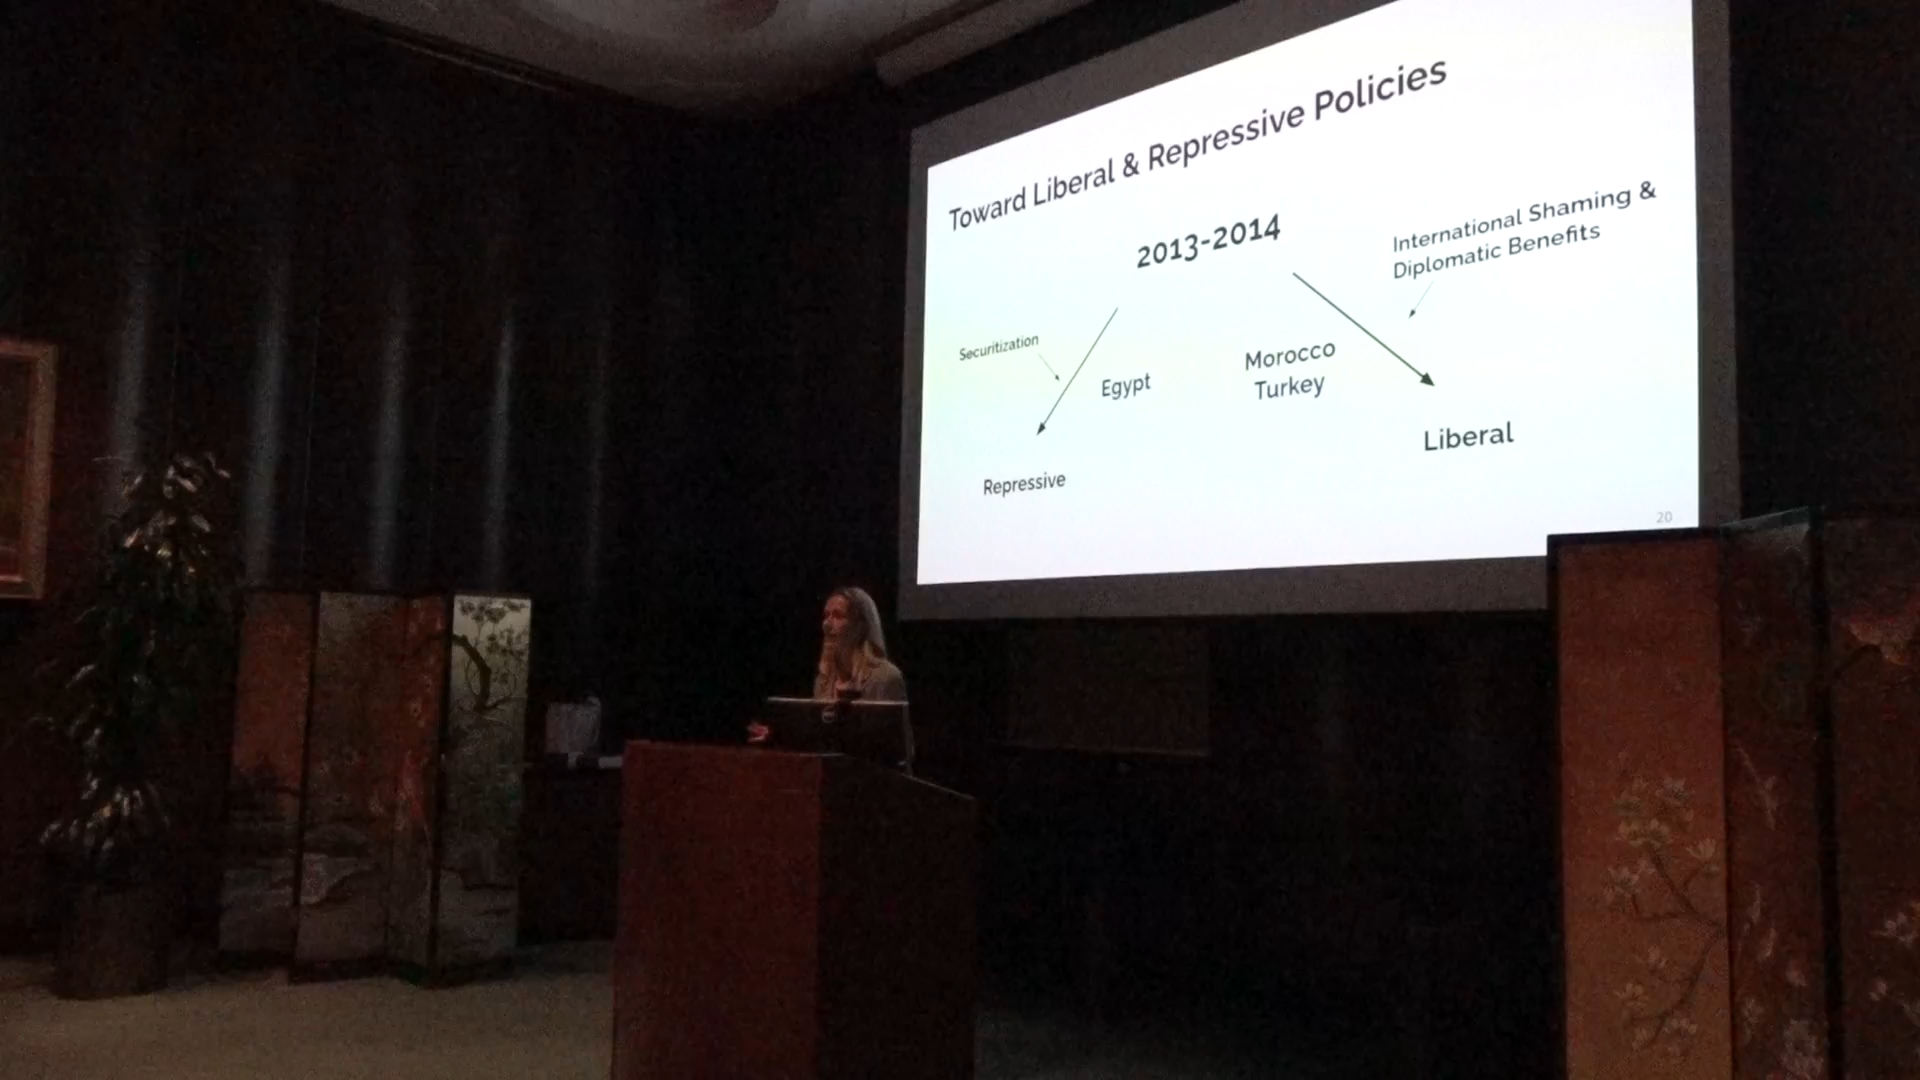 Toward Liberal & Repressive Policies
2013-2014
International Shaming &
Diplomatic Benefits
Securitization
Egypt
Morocco
Turkey
Repressive
Liberal
20